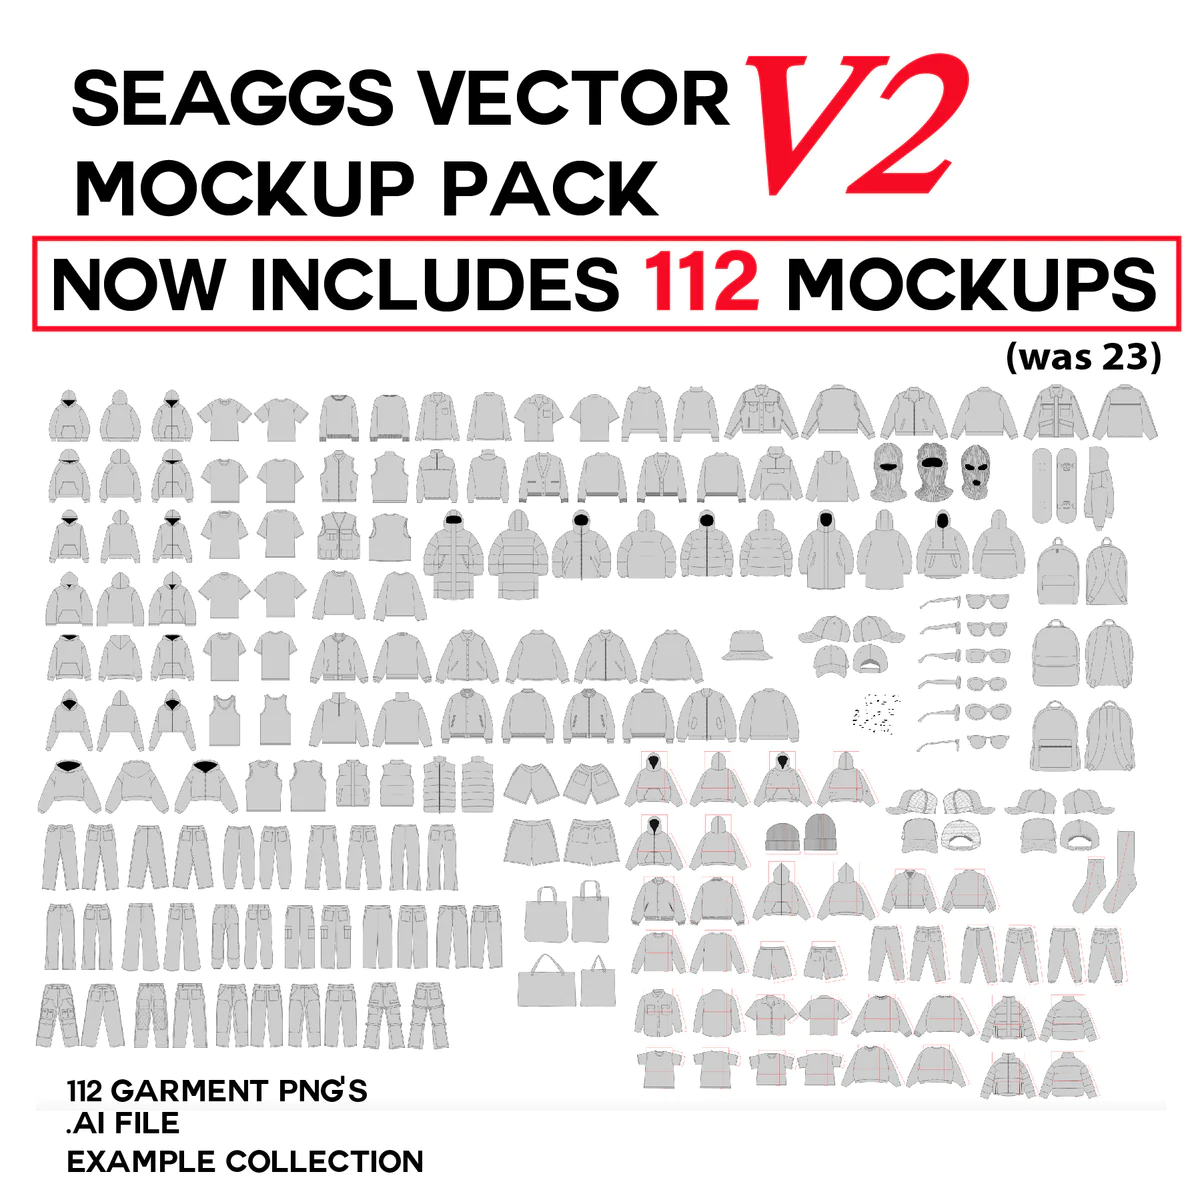 SEAGGS VECTOR V2
MOCKUP PACK
NOW INCLUDES 112 MOCKUPS
(was 23)
112 GARMENT PNG'S
.AI FILE
EXAMPLE COLLECTION